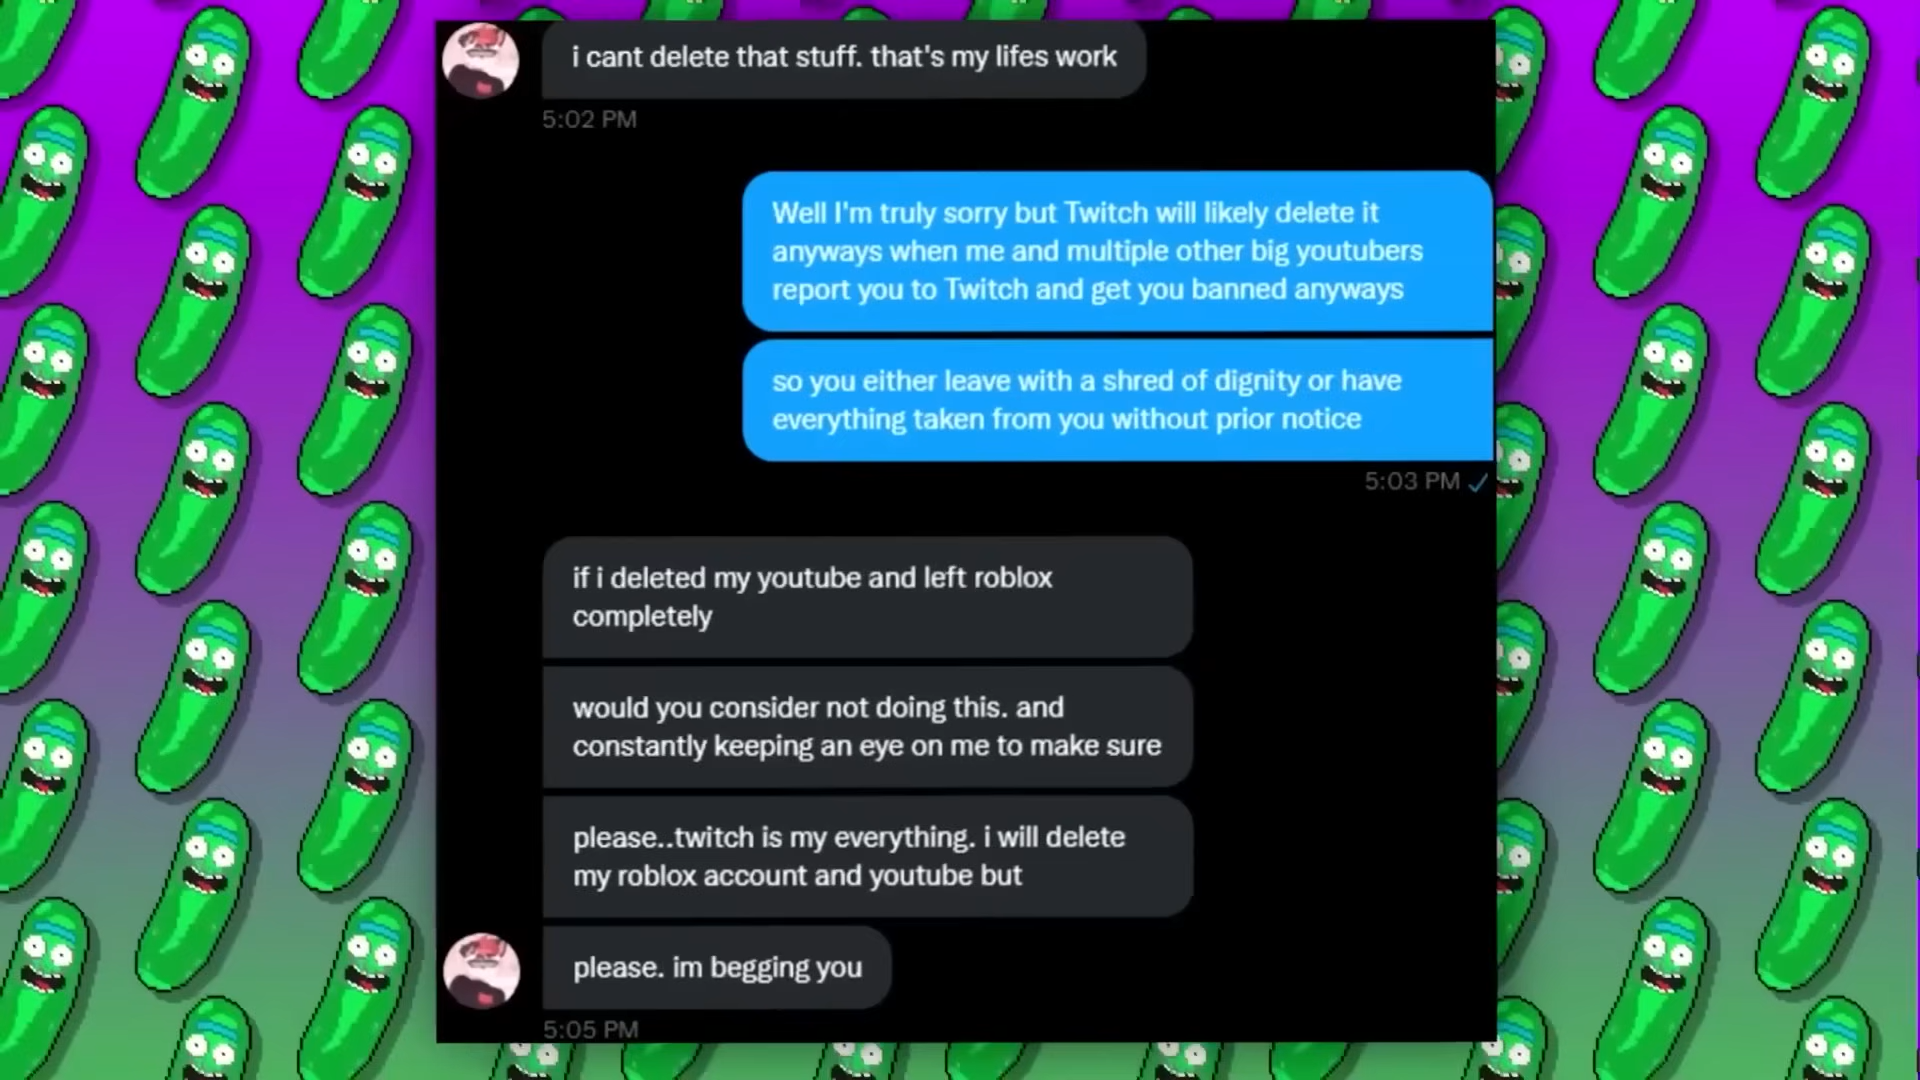 i cant delete that stuff. that's my lifes work
5:02 PM
Well I'm truly sorry but Twitch will likely delete it
anyways when me and multiple other big youtubers
report you to Twitch and get you banned anyways
so you either leave with a shred of dignity or have
everything taken from you without prior notice
5:03 PM
if i deleted my youtube and left roblox
completely
would you consider not doing this. and
constantly keeping an eye on me to make sure
please..twitch is my everything. i will delete
my roblox account and youtube but
please. im begging you
5:05 PM